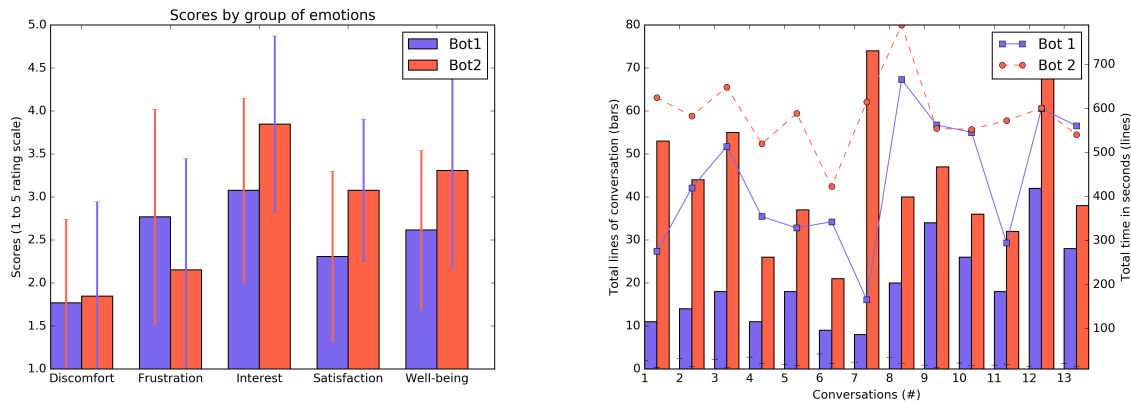 Scores by group of emotions
Scores (1 to 5 rating scale)
5.0
4.5
4.0
3.5
3.0
2.5
2.0
1.5
1.0
Bot1
Bot2
Discomfort Frustration Interest Satisfaction Well-being
Total lines of conversation (bars)
80
70
60
50
40
30
20
10
0
Bot 1
Bot 2
700
600
500
400
300
200
100
Total time in seconds (lines)
1 2 3 4 5 6 7 8 9 10 11 12 13
Conversations (#)